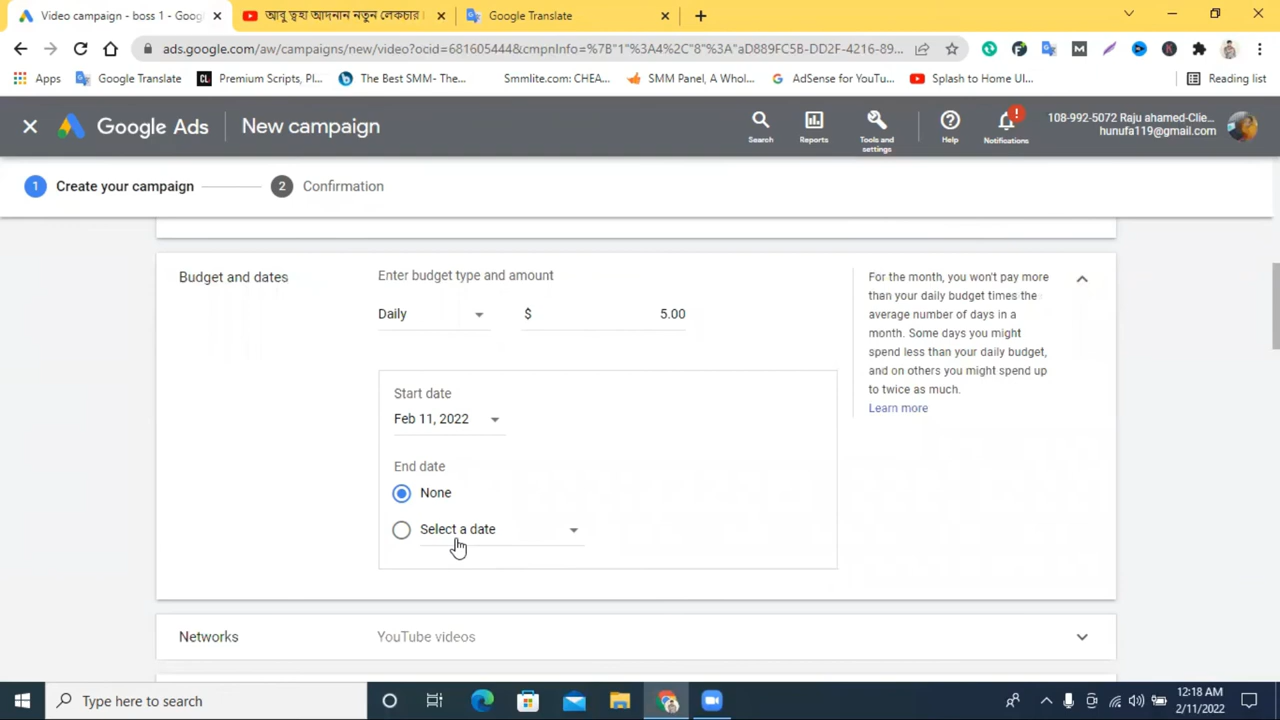 Video campaign - boss 1 - Goog
আবু ত্বহা আদনান নতুন লেকচার
Google Translate
ads.google.com/aw/campaigns/new/video?ocid=681605444&cmpnInfo=%7B"1"%3A4%2C"8"%3A"aD889FC5B-DD2F-4216-89...
Apps
Google Translate
Premium Scripts, Pl...
The Best SMM- The...
Smmlite.com: CHEA...
SMM Panel, A Whol...
AdSense for YouTu...
Splash to Home UI...
Reading list
Google Ads
New campaign
Search
Reports
Tools and settings
Help
Notifications
108-992-5072 Raju ahamed-Clie...
hunufa119@gmail.com
1 Create your campaign
2 Confirmation
Budget and dates
Enter budget type and amount
Daily
$ 5.00
For the month, you won't pay more
than your daily budget times the
average number of days in a
month. Some days you might
spend less than your daily budget,
and on others you might spend up
to twice as much.
Learn more
Start date
Feb 11, 2022
End date
None
Select a date
Networks
YouTube videos
Type here to search
12:18 AM
2/11/2022